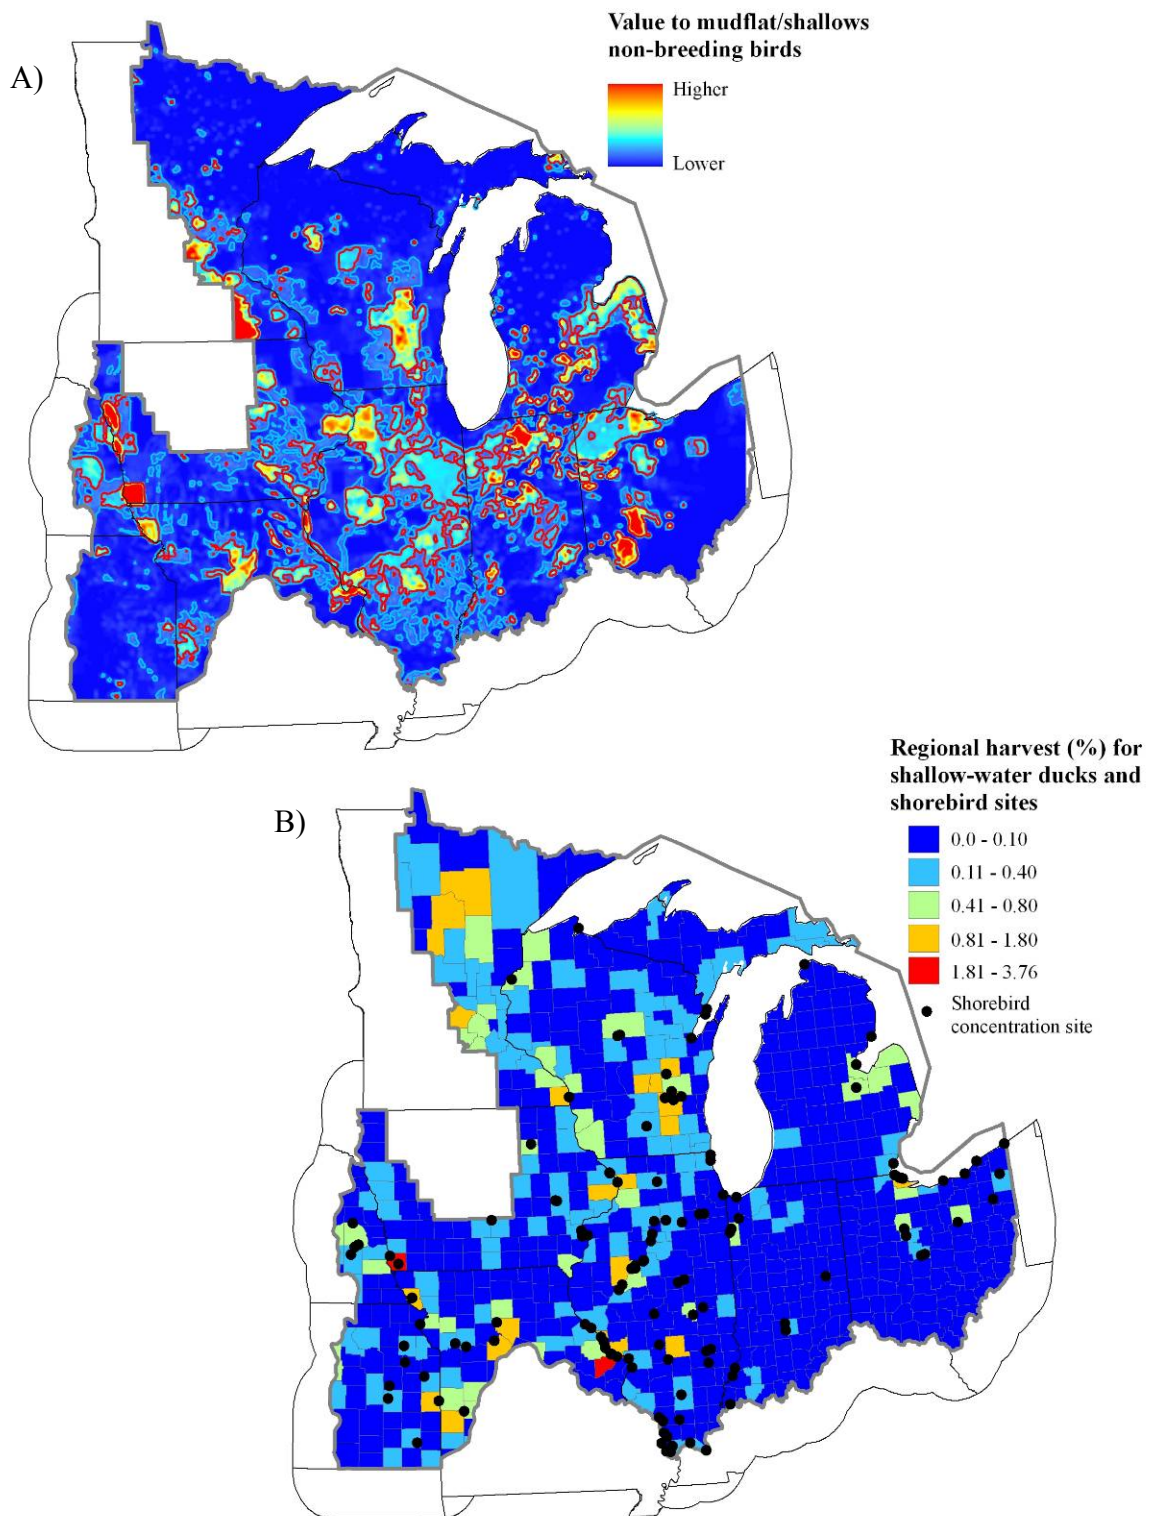 A)
Value to mudflat/shallows
non-breeding birds
Higher
Lower
B)
Regional harvest (%) for
shallow-water ducks and
shorebird sites
0.0 - 0.10
0.11 - 0.40
0.41 - 0.80
0.81 - 1.80
1.81 - 3.76
Shorebird
concentration site